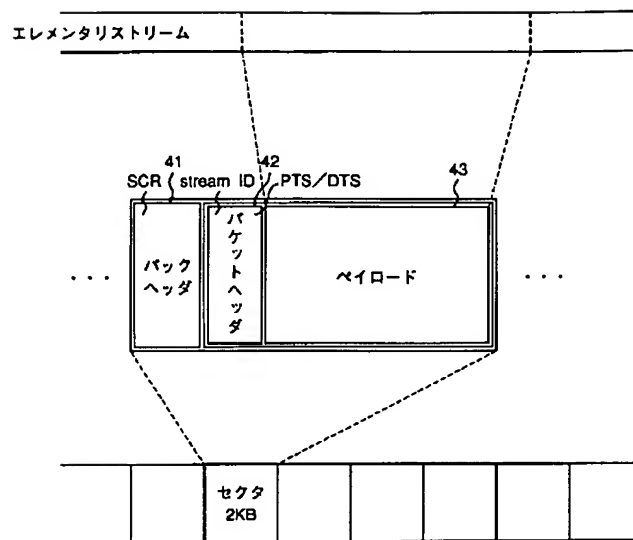 エレメンタリストリーム
41
42
43
SCR
stream ID
PTS/DTS
パック
ヘッダ
パケットヘッダ
ペイロード
・・・
・・・
セクタ
2KB